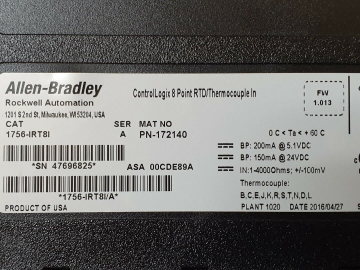 Allen-Bradley
Rockwell Automation
1201 S 2nd St, Milwaukee, WI 53204, USA
ControlLogix 8 Point RTD/Thermocouple In
FW
1.013
CAT SER MAT NO
1756-IRT8I A PN-172140
0 C < Ta < + 60 C
BP: 200mA @ 5.1VDC
BP: 150mA @ 24VDC
IN:1-4000Ohms; +/-100mV
*SN 47696825* ASA 00CDE89A
Thermocouple:
B,C,E,J,K,R,S,T,N,D,L
*1756-IRT8I/A*
PRODUCT OF USA
PLANT 1020 DATE 2016/04/27